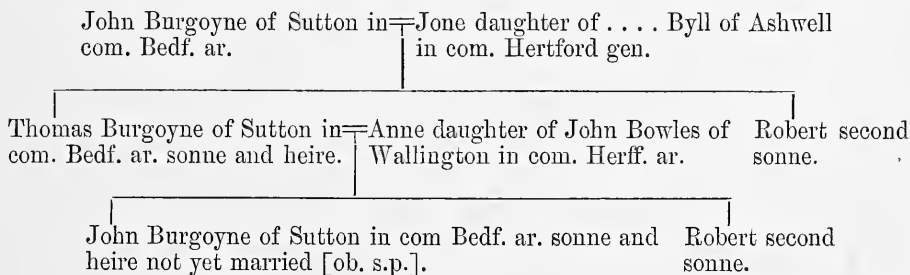 John Burgoyne of Sutton in=Jone daughter of . . . . Byll of Ashwell
com. Bedf. ar. in com. Hertford gen.
Thomas Burgoyne of Sutton in=Anne daughter of John Bowles of Robert second
com. Bedf. ar. sonne and heire. Wallington in com. Herff. ar. sonne.
John Burgoyne of Sutton in com Bedf. ar. sonne and Robert second
heire not yet married [ob. s.p.]. sonne.